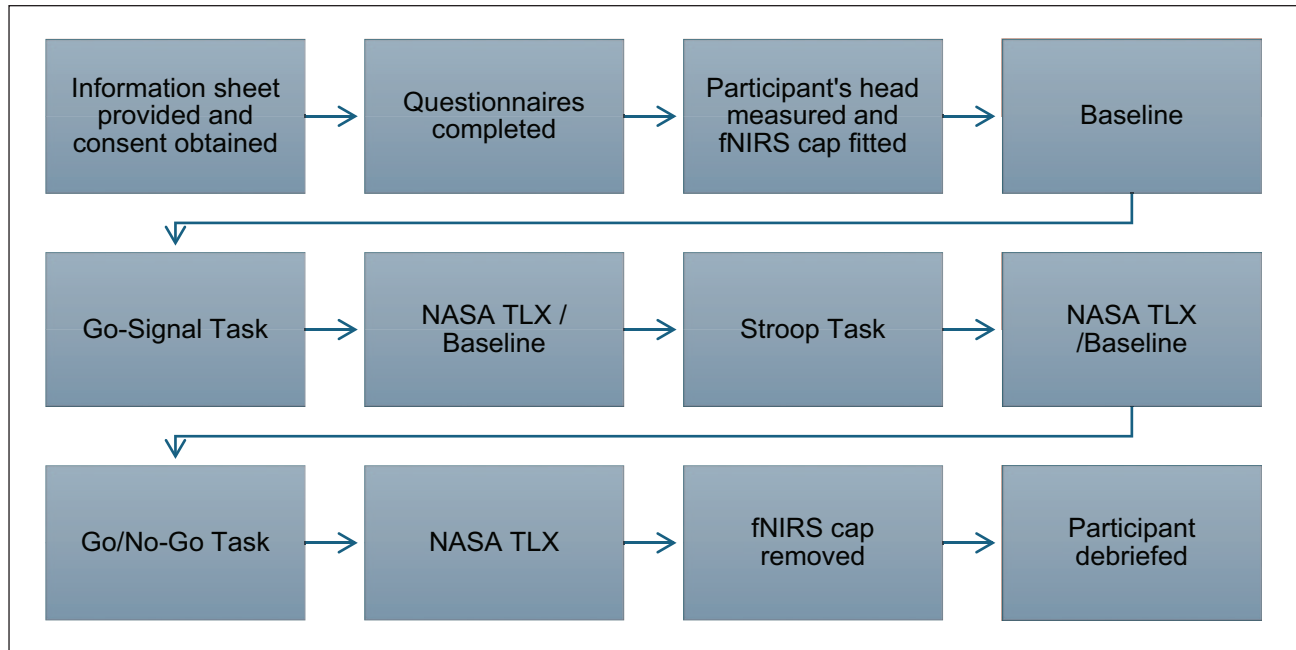 Information sheet
provided and
consent obtained
Questionnaires
completed
Participant's head
measured and
fNIRS cap fitted
Baseline
Go-Signal Task
NASA TLX /
Baseline
Stroop Task
NASA TLX
/Baseline
Go/No-Go Task
NASA TLX
fNIRS cap
removed
Participant
debriefed